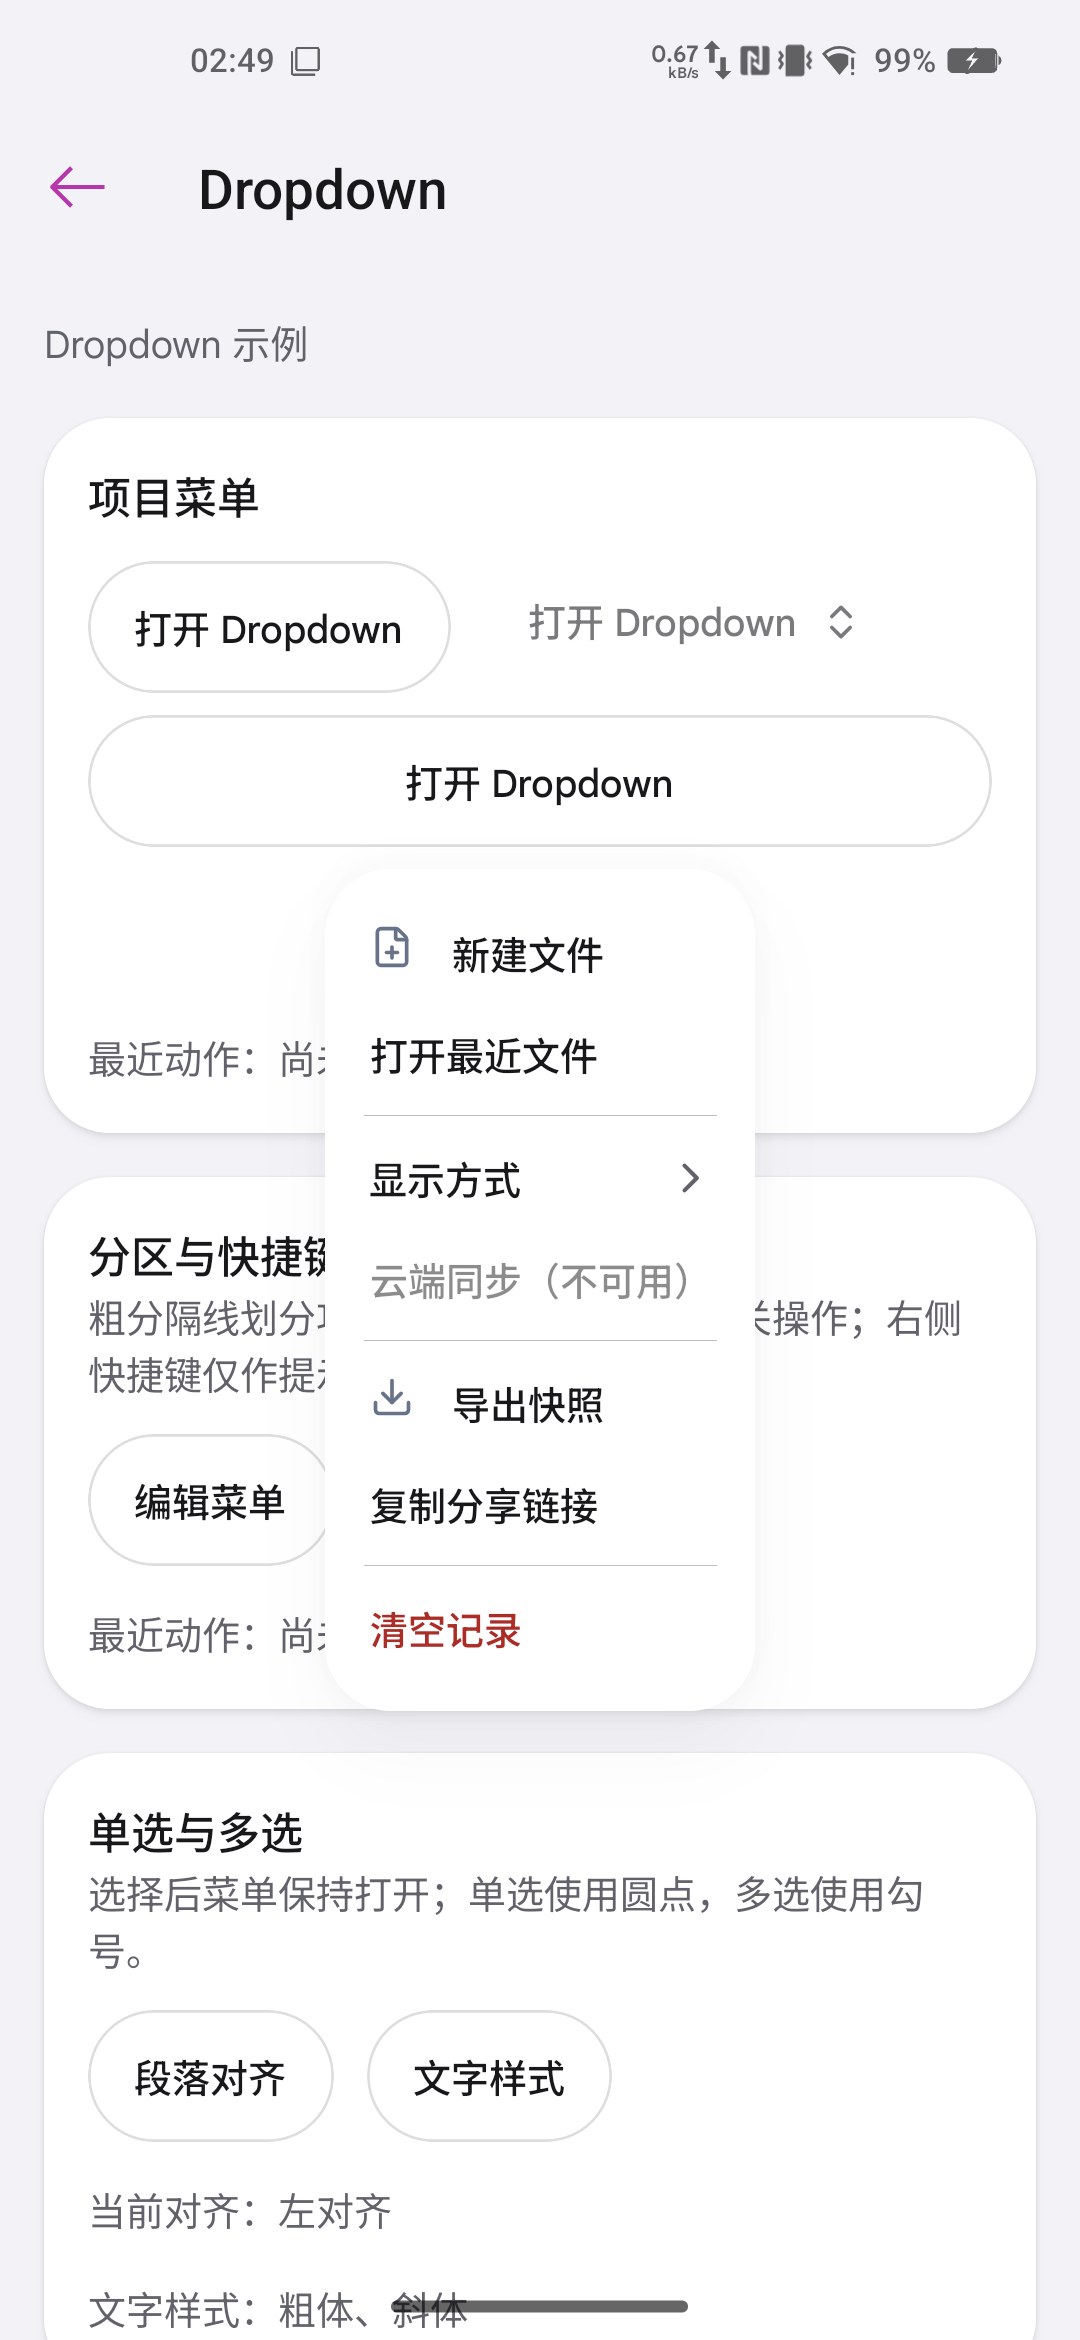 02:49
0.67 kB/s
99%
Dropdown
Dropdown 示例
项目菜单
打开 Dropdown
打开 Dropdown
打开 Dropdown
新建文件
打开最近文件
显示方式
云端同步（不可用）
导出快照
复制分享链接
清空记录
最近动作：尚
分区与快捷
粗分隔线划分
操作；右侧
快捷键仅作提
编辑菜单
最近动作：尚
单选与多选
选择后菜单保持打开；单选使用圆点，多选使用勾
号。
段落对齐
文字样式
当前对齐：左对齐
文字样式：粗体、斜体